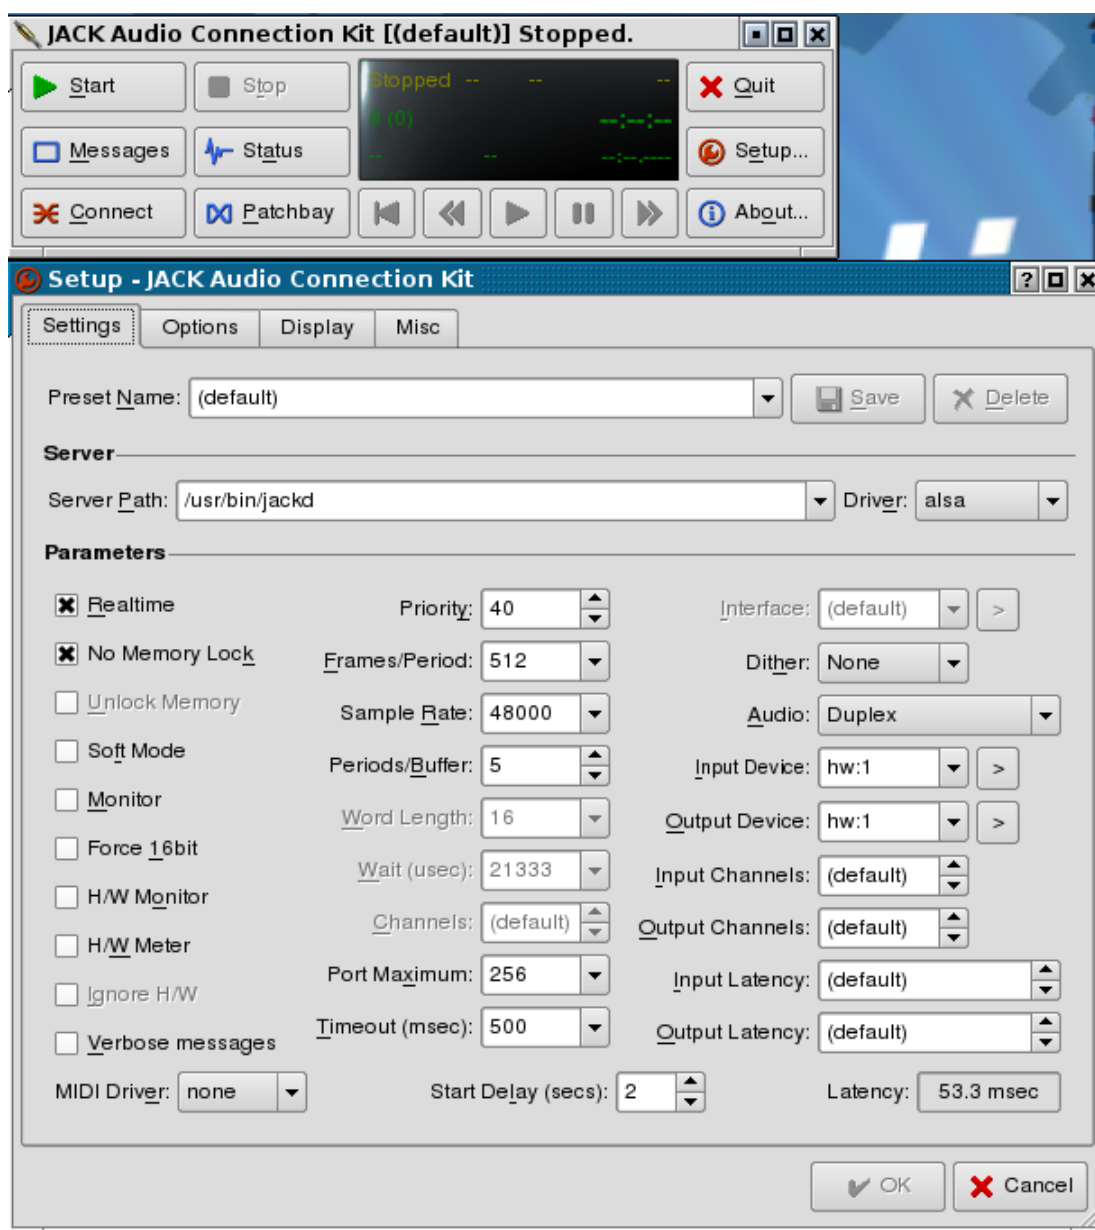 JACK Audio Connection Kit [(default)] Stopped.
Start Stop Stopped -- -- -- Quit
0 (0) --:--:--
Messages Status -- -- --:--.---- Setup...
Connect Patchbay About...
Setup - JACK Audio Connection Kit
Settings Options Display Misc
Preset Name: (default) Save Delete
Server
Server Path: /usr/bin/jackd Driver: alsa
Parameters
Realtime Priority: 40 Interface: (default) >
No Memory Lock Frames/Period: 512 Dither: None
Unlock Memory Sample Rate: 48000 Audio: Duplex
Soft Mode Periods/Buffer: 5 Input Device: hw:1 >
Monitor Word Length: 16 Output Device: hw:1 >
Force 16bit Wait (usec): 21333 Input Channels: (default)
H/W Monitor Channels: (default) Output Channels: (default)
H/W Meter Port Maximum: 256 Input Latency: (default)
Ignore H/W Timeout (msec): 500 Output Latency: (default)
Verbose messages
MIDI Driver: none Start Delay (secs): 2 Latency: 53.3 msec
OK Cancel